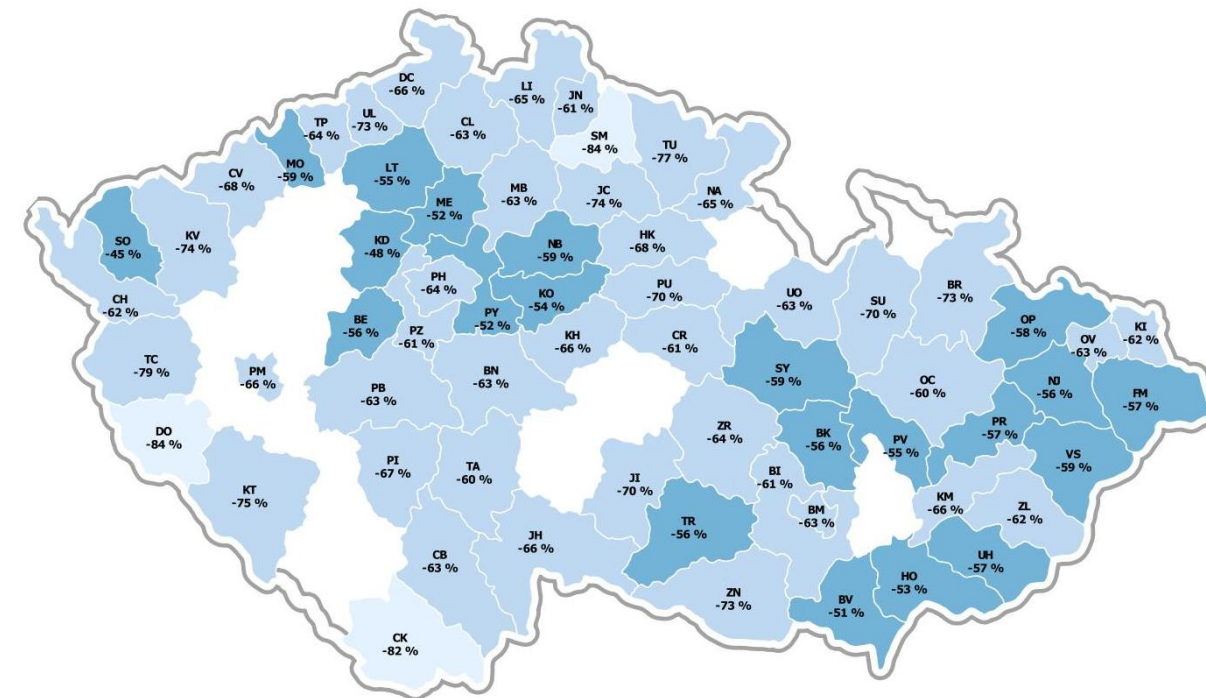 DC
-66 %
LI
-65 %
JN
-61 %
TP
-64 %
UL
-73 %
CL
-63 %
SM
-84 %
TU
-77 %
CV
-68 %
MO
-59 %
LT
-55 %
ME
-52 %
MB
-63 %
JC
-74 %
NA
-65 %
SO
-45 %
KV
-74 %
KD
-48 %
NB
-59 %
HK
-68 %
PH
-64 %
KO
-54 %
PU
-70 %
UO
-63 %
SU
-70 %
BR
-73 %
CH
-62 %
BE
-56 %
PZ
-61 %
PY
-52 %
KH
-66 %
CR
-61 %
OP
-58 %
OV
-63 %
KI
-62 %
TC
-79 %
PM
-66 %
PB
-63 %
BN
-63 %
SY
-59 %
OC
-60 %
NJ
-56 %
FM
-57 %
DO
-84 %
ZR
-64 %
BK
-56 %
PV
-55 %
PR
-57 %
VS
-59 %
KT
-75 %
PI
-67 %
TA
-60 %
JI
-70 %
BI
-61 %
KM
-66 %
ZL
-62 %
TR
-56 %
BM
-63 %
CB
-63 %
JH
-66 %
UH
-57 %
HO
-53 %
ZN
-73 %
BV
-51 %
CK
-82 %